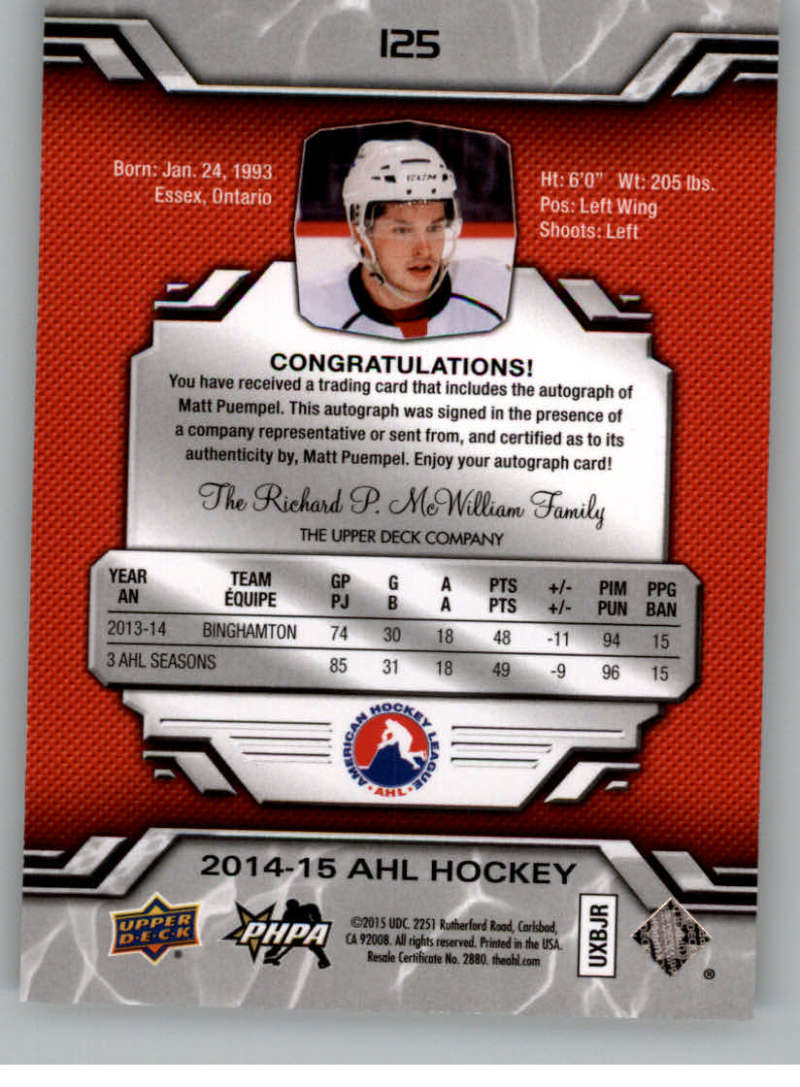 125
Born: Jan. 24, 1993
Essex, Ontario
Ht: 6'0" Wt: 205 lbs.
Pos: Left Wing
Shoots: Left
CONGRATULATIONS!
You have received a trading card that includes the autograph of
Matt Puempel. This autograph was signed in the presence of
a company representative or sent from, and certified as to its
authenticity by, Matt Puempel. Enjoy your autograph card!
The Richard P. McWilliam Family
THE UPPER DECK COMPANY
YEAR TEAM GP G A PTS +/- PIM PPG
AN ÉQUIPE PJ B A PTS +/- PUN BAN
2013-14 BINGHAMTON 74 30 18 48 -11 94 15
3 AHL SEASONS 85 31 18 49 -9 96 15
AMERICAN HOCKEY LEAGUE
• AHL •
2014-15 AHL HOCKEY
UPPER
D·E·C·K
®
PHPA
©2015 UDC. 2251 Rutherford Road, Carlsbad,
CA 92008. All rights reserved. Printed in the USA.
Resale Certificate No. 2880. theahl.com
UXBJR
®